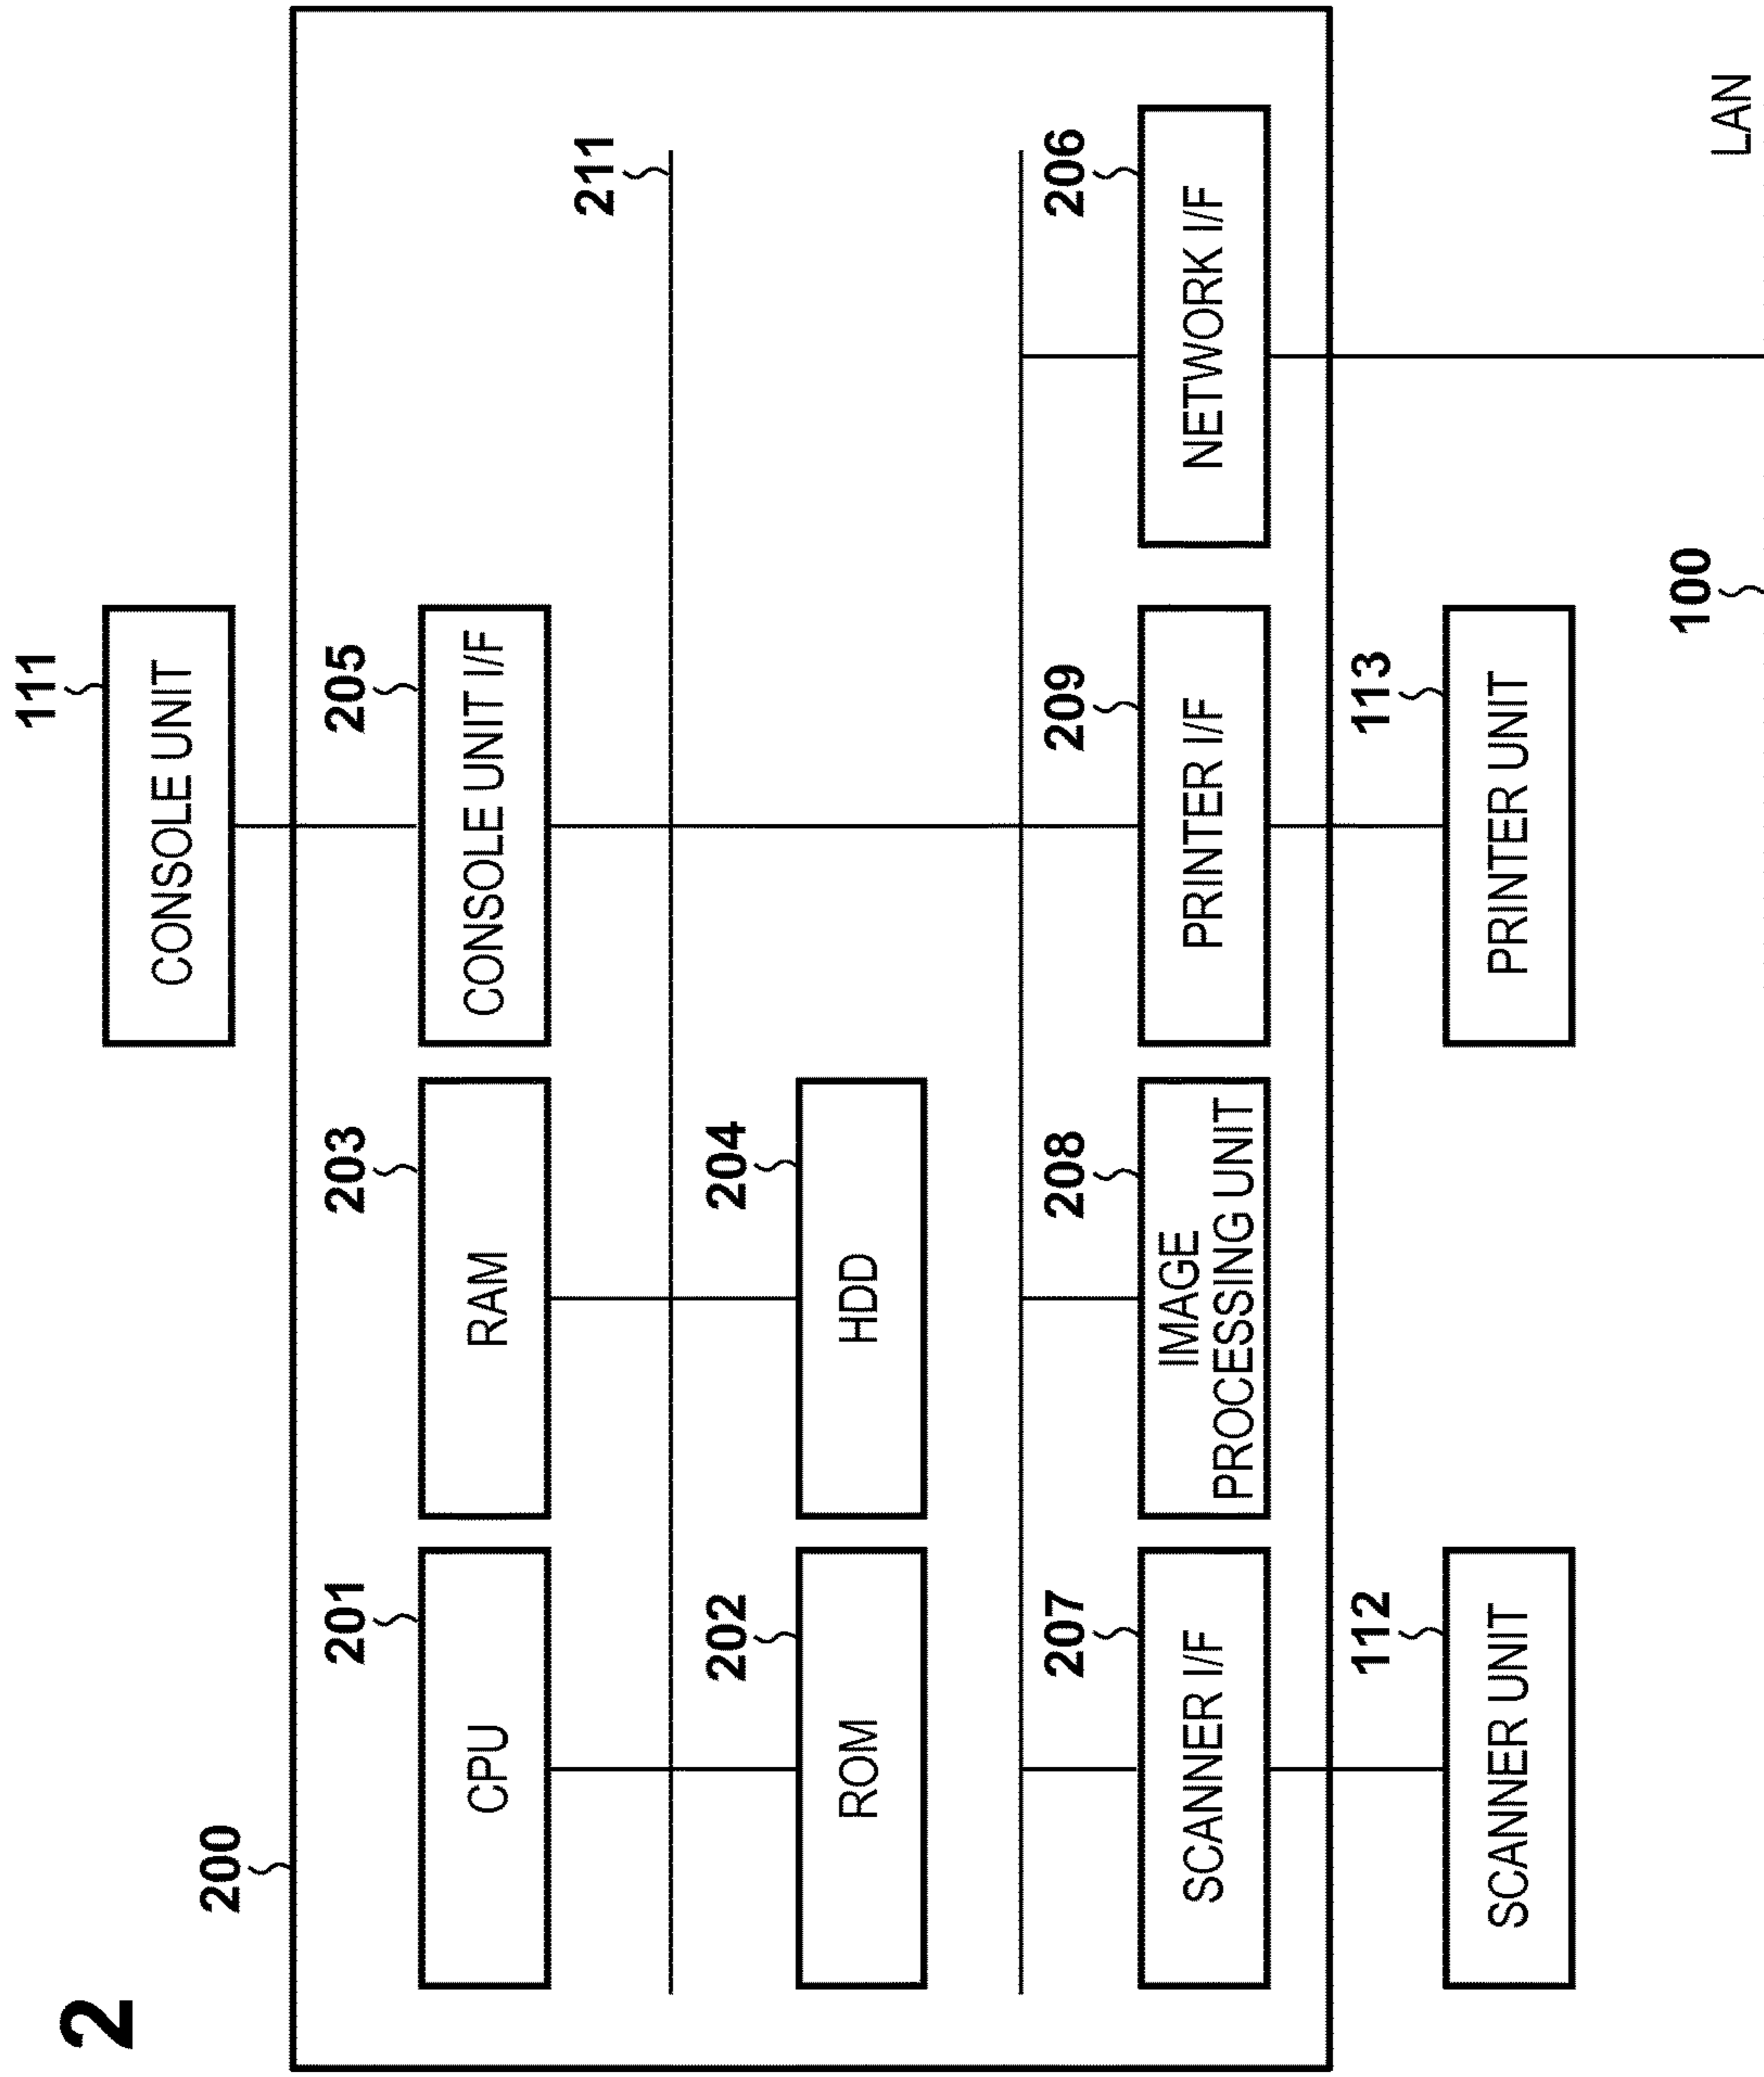 2
111
CONSOLE UNIT
200
201
CPU
203
RAM
205
CONSOLE UNIT I/F
211
202
ROM
204
HDD
207
SCANNER I/F
208
IMAGE
PROCESSING UNIT
209
PRINTER I/F
206
NETWORK I/F
112
SCANNER UNIT
113
PRINTER UNIT
100
LAN